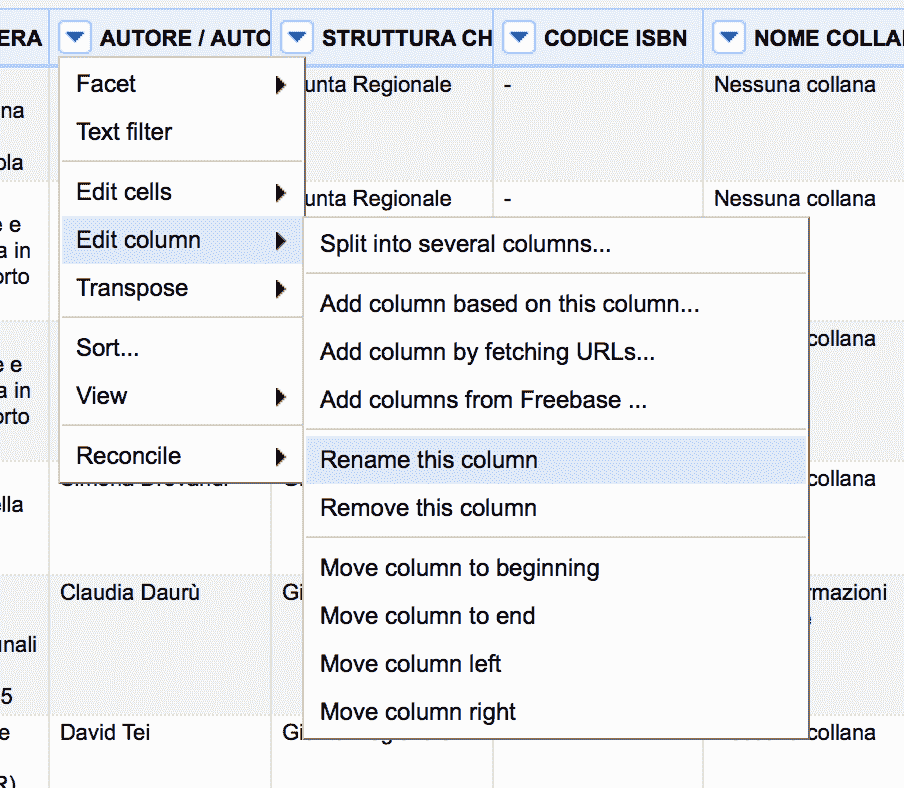 ERA AUTORE / AUTO STRUTTURA CH CODICE ISBN NOME COLLA
Facet
Text filter
Edit cells
Edit column
Transpose
Sort...
View
Reconcile
Split into several columns...
Add column based on this column...
Add column by fetching URLs...
Add columns from Freebase ...
Rename this column
Remove this column
Move column to beginning
Move column to end
Move column left
Move column right
na
ola
unta Regionale - Nessuna collana
e e
a in
orto
unta Regionale - Nessuna collana
e e
a in
orto
collana
ella
collana
unali
5
Claudia Daurù Gi rmazioni
e
R)
David Tei Gi collana